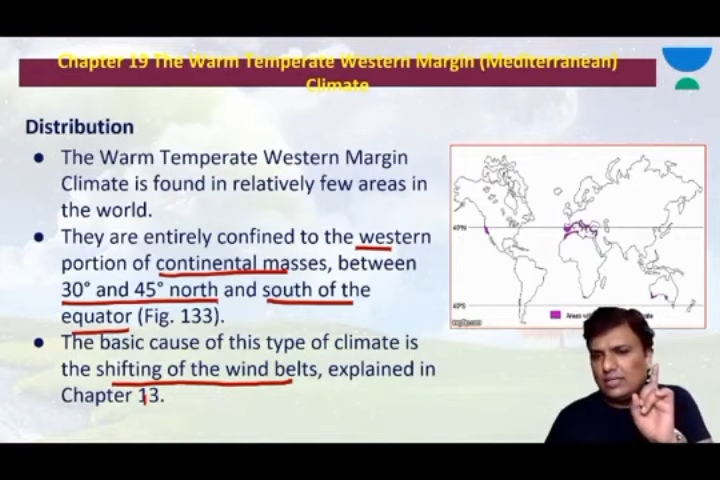 Chapter 19 The Warm Temperate Western Margin (Mediterranean)
Climate
Distribution
● The Warm Temperate Western Margin
Climate is found in relatively few areas in
the world.
● They are entirely confined to the western
portion of continental masses, between
30° and 45° north and south of the
equator (Fig. 133).
● The basic cause of this type of climate is
the shifting of the wind belts, explained in
Chapter 13.